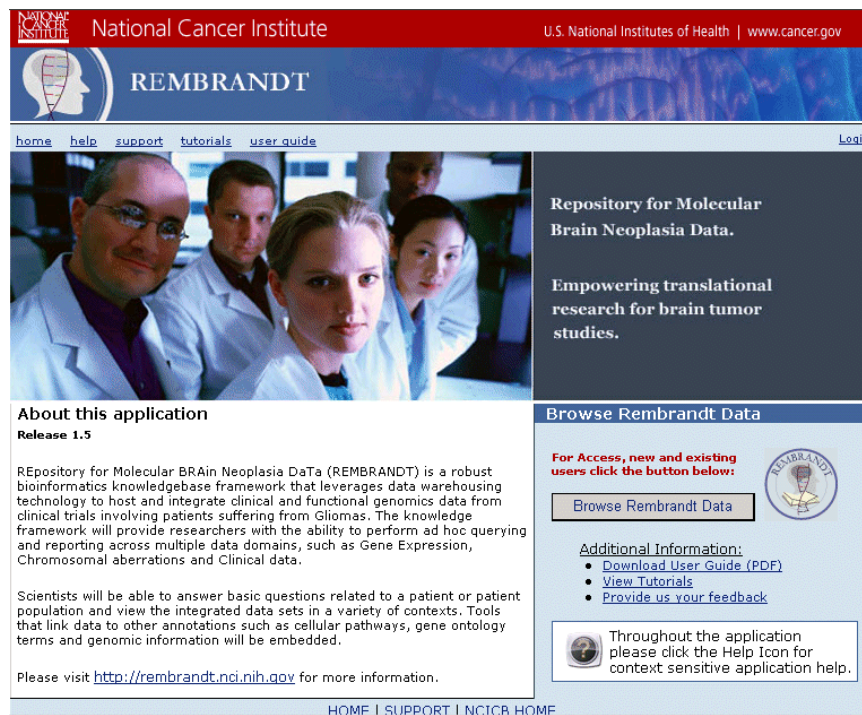 NATIONAL
CANCER
INSTITUTE
National Cancer Institute
U.S. National Institutes of Health | www.cancer.gov
REMBRANDT
home help support tutorials user guide
Logi
Repository for Molecular
Brain Neoplasia Data.
Empowering translational
research for brain tumor
studies.
About this application
Release 1.5
REpository for Molecular BRAin Neoplasia DaTa (REMBRANDT) is a robust
bioinformatics knowledgebase framework that leverages data warehousing
technology to host and integrate clinical and functional genomics data from
clinical trials involving patients suffering from Gliomas. The knowledge
framework will provide researchers with the ability to perform ad hoc querying
and reporting across multiple data domains, such as Gene Expression,
Chromosomal aberrations and Clinical data.
Scientists will be able to answer basic questions related to a patient or patient
population and view the integrated data sets in a variety of contexts. Tools
that link data to other annotations such as cellular pathways, gene ontology
terms and genomic information will be embedded.
Please visit http://rembrandt.nci.nih.gov for more information.
Browse Rembrandt Data
For Access, new and existing
users click the button below:
REMBRANDT
Browse Rembrandt Data
Additional Information:
• Download User Guide (PDF)
• View Tutorials
• Provide us your feedback
Throughout the application
please click the Help Icon for
context sensitive application help.
HOME | SUPPORT | NCICB HOME